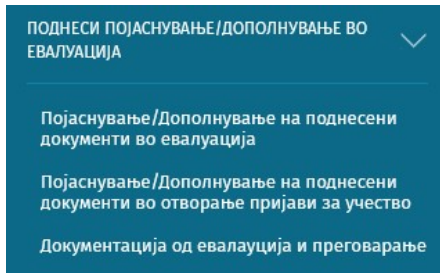 ПОДНЕСИ ПОЈАСНУВАЊЕ/ДОПОЛНУВАЊЕ ВО
ЕВАЛУАЦИЈА
Појаснување/Дополнување на поднесени
документи во евалуација
Појаснување/Дополнување на поднесени
документи во отворање пријави за учество
Документација од евалауција и преговарање